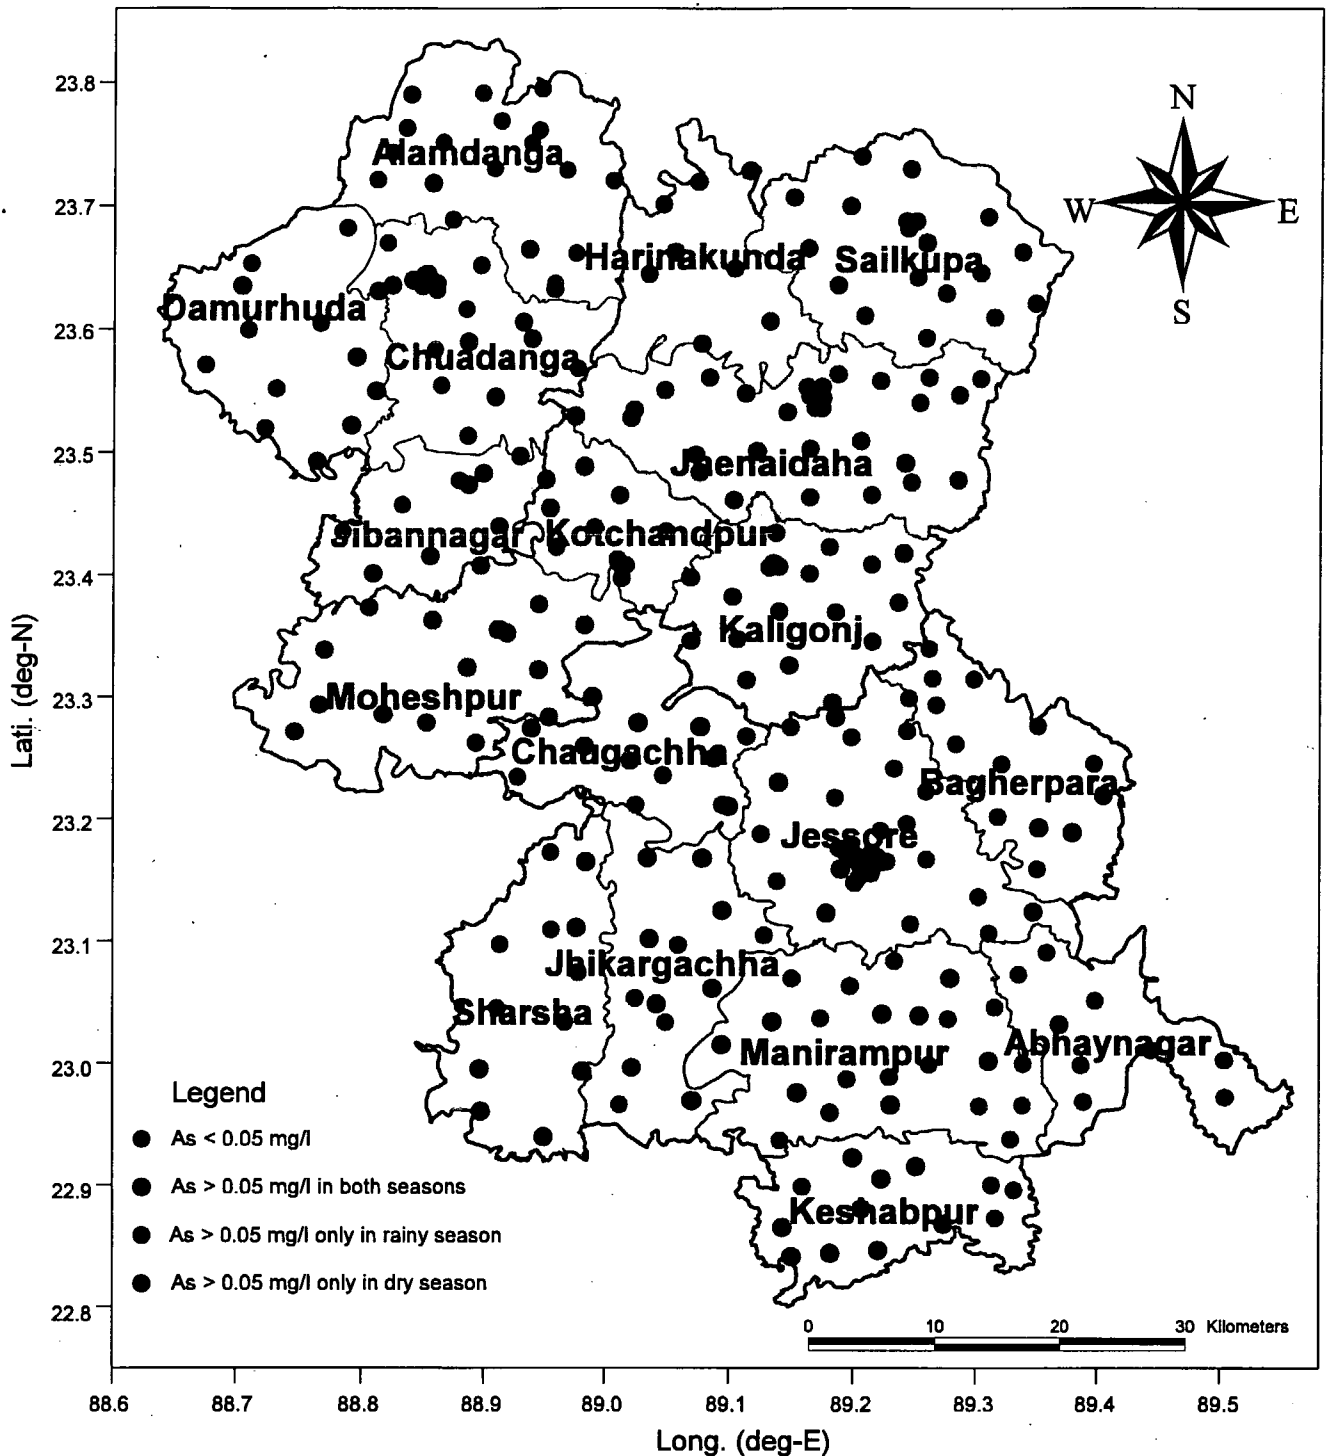 N
W E
S
23.8
23.7
23.6
23.5
23.4
23.3
23.2
23.1
23.0
22.9
22.8
Lati. (deg-N)
Alamdanga
Harinakunda
Sailkupa
Damurhuda
Chuadanga
Jhenaidaha
Jibannagar
Kotchandpur
Kaligonj
Moheshpur
Chaugachha
Bagherpara
Jessore
Jhikargachha
Sharsha
Manirampur
Abhaynagar
Keshabpur
Legend
As < 0.05 mg/l
As > 0.05 mg/l in both seasons
As > 0.05 mg/l only in rainy season
As > 0.05 mg/l only in dry season
0 10 20 30 Kilometers
88.6 88.7 88.8 88.9 89.0 89.1 89.2 89.3 89.4 89.5
Long. (deg-E)